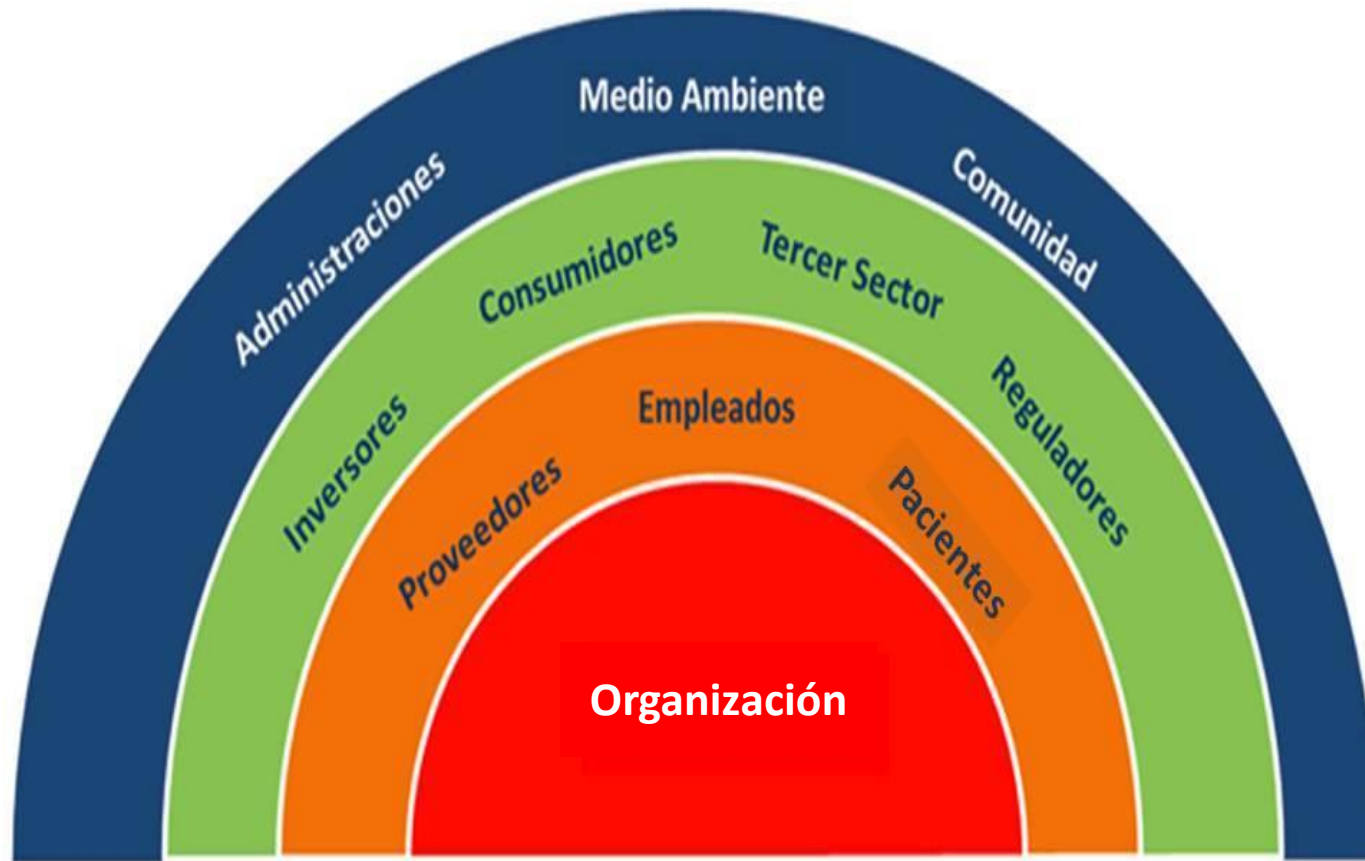 Medio Ambiente
Administraciones
Comunidad
Consumidores
Tercer Sector
Inversores
Reguladores
Empleados
Proveedores
Pacientes
Organización